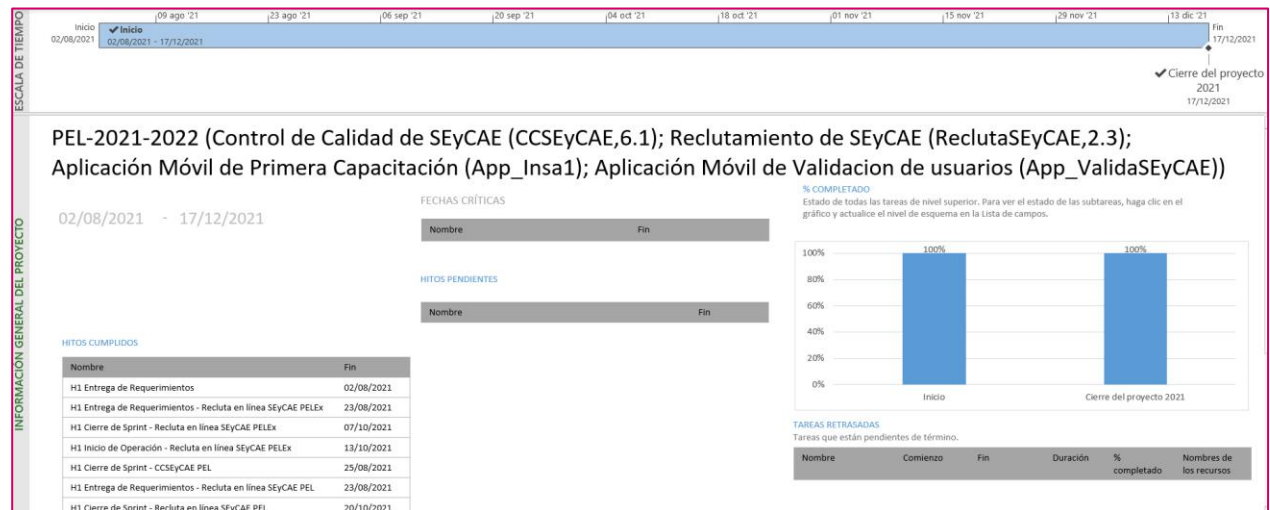 ESCALA DE TIEMPO
09 ago '21 23 ago '21 06 sep '21 20 sep '21 04 oct '21 18 oct '21 01 nov '21 15 nov '21 29 nov '21 13 dic '21
Inicio
02/08/2021
✔Inicio
02/08/2021 - 17/12/2021
Fin
17/12/2021
✔Cierre del proyecto
2021
17/12/2021
INFORMACIÓN GENERAL DEL PROYECTO
PEL-2021-2022 (Control de Calidad de SEyCAE (CCSEyCAE,6.1); Reclutamiento de SEyCAE (ReclutaSEyCAE,2.3);
Aplicación Móvil de Primera Capacitación (App_Insa1); Aplicación Móvil de Validacion de usuarios (App_ValidaSEyCAE))
02/08/2021 - 17/12/2021
HITOS CUMPLIDOS
Nombre Fin
H1 Entrega de Requerimientos 02/08/2021
H1 Entrega de Requerimientos - Recluta en línea SEyCAE PELEx 23/08/2021
H1 Cierre de Sprint - Recluta en línea SEyCAE PELEx 07/10/2021
H1 Inicio de Operación - Recluta en línea SEyCAE PELEx 13/10/2021
H1 Cierre de Sprint - CCSEyCAE PEL 25/08/2021
H1 Entrega de Requerimientos - Recluta en línea SEyCAE PEL 23/08/2021
H1 Cierre de Sprint - Recluta en línea SEyCAE PEL 20/10/2021
FECHAS CRÍTICAS
Nombre Fin
HITOS PENDIENTES
Nombre Fin
% COMPLETADO
Estado de todas las tareas de nivel superior. Para ver el estado de las subtareas, haga clic en el
gráfico y actualice el nivel de esquema en la Lista de campos.
100% 100% 100%
80%
60%
40%
20%
0%
Inicio Cierre del proyecto 2021
TAREAS RETRASADAS
Tareas que están pendientes de término.
Nombre Comienzo Fin Duración % completado Nombres de los recursos